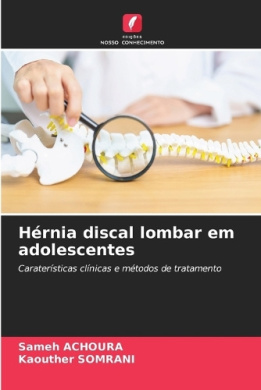 edições
NOSSO CONHECIMENTO
Hérnia discal lombar em
adolescentes
Caraterísticas clínicas e métodos de tratamento
Sameh ACHOURA
Kaouther SOMRANI